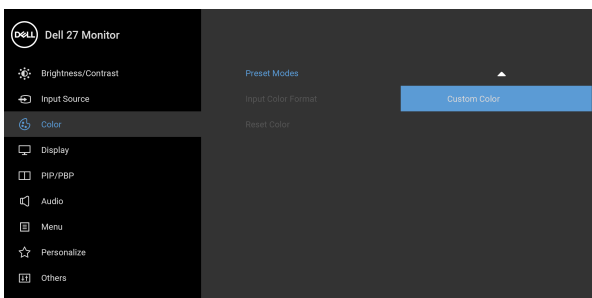 DELL Dell 27 Monitor
Brightness/Contrast
Input Source
Color
Display
PIP/PBP
Audio
Menu
Personalize
Others
Preset Modes
Input Color Format
Custom Color
Reset Color